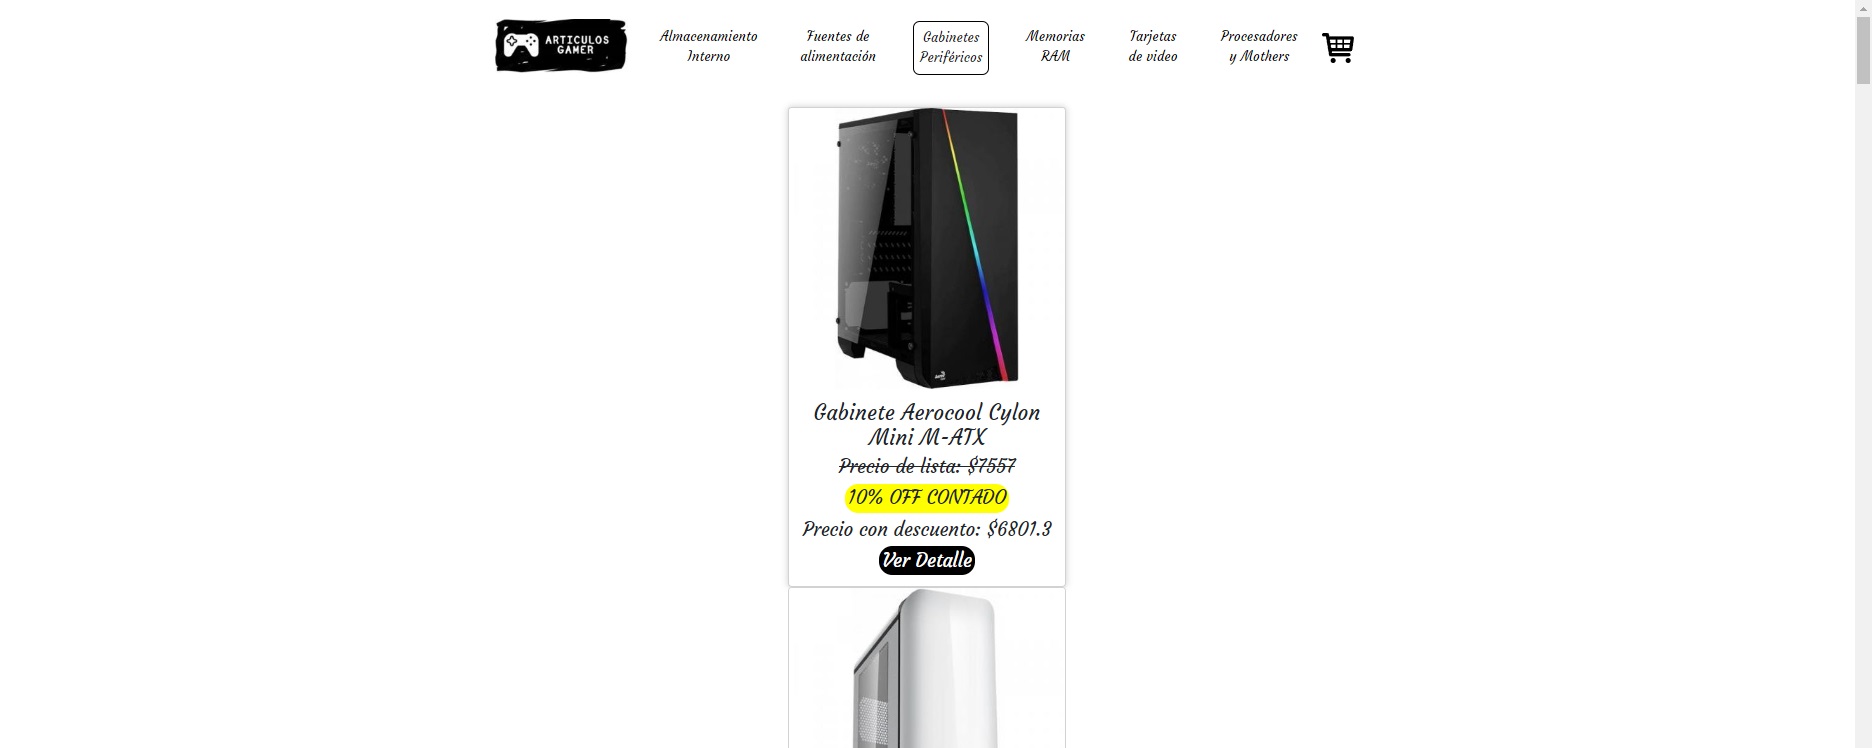 ARTICULOS
GAMER
Almacenamiento
Interno
Fuentes de
alimentación
Gabinetes
Periféricos
Memorias
RAM
Tarjetas
de video
Procesadores
y Mothers
Gabinete Aerocool Cylon
Mini M-ATX
Precio de lista: $7557
10% OFF CONTADO
Precio con descuento: $6801.3
Ver Detalle